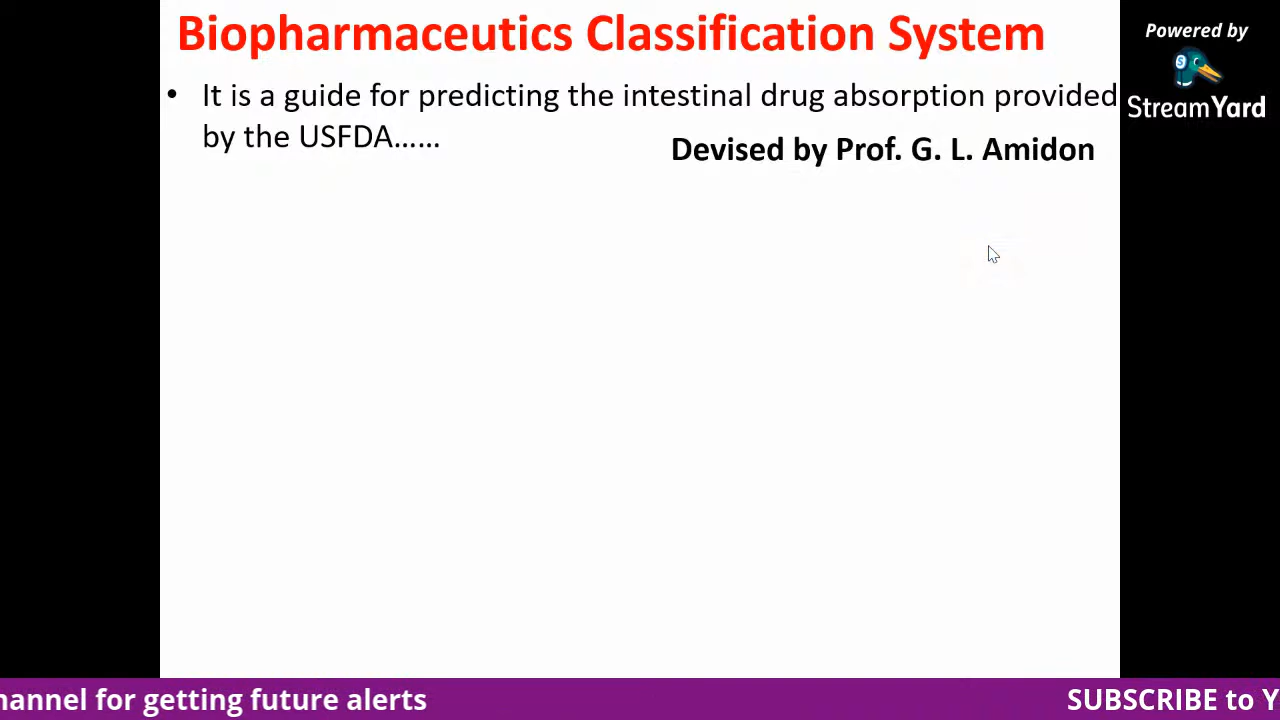 Biopharmaceutics Classification System
Powered by
StreamYard
• It is a guide for predicting the intestinal drug absorption provided
by the USFDA......
Devised by Prof. G. L. Amidon
hannel for getting future alerts
SUBSCRIBE to Y